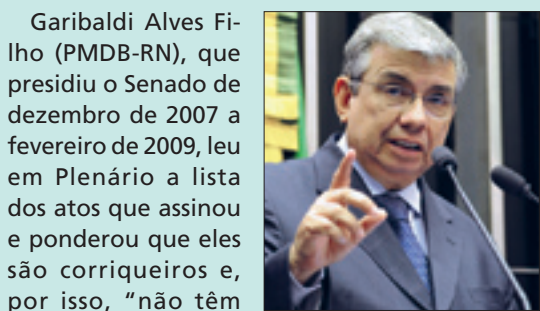 Garibaldi Alves Fi-
lho (PMDB-RN), que
presidiu o Senado de
dezembro de 2007 a
fevereiro de 2009, leu
em Plenário a lista
dos atos que assinou
e ponderou que eles
são corriqueiros e,
por isso, “não têm